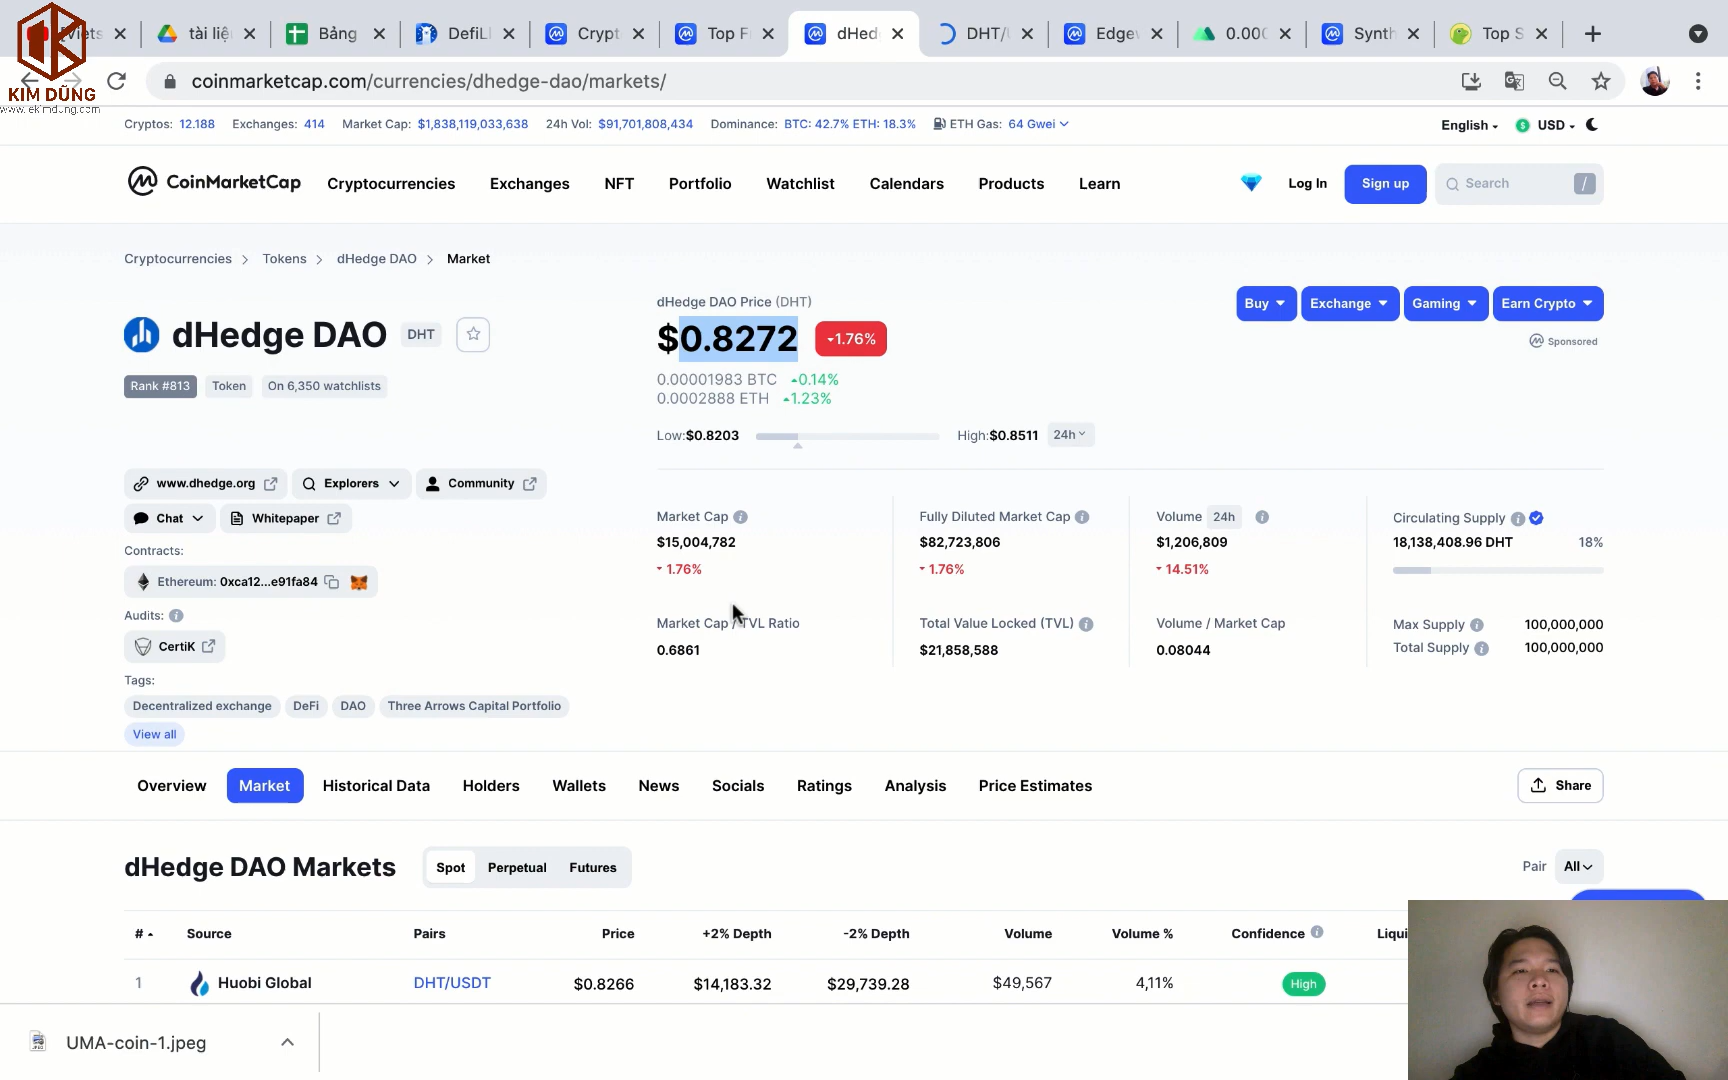 tài liệ
Bảng
DefiLl
Crypt
Top F
dHed
DHT/
Edge
0.000
Synth
Top S
KIM DŨNG
www.ekimdung.com
coinmarketcap.com/currencies/dhedge-dao/markets/
Cryptos: 12.188 Exchanges: 414 Market Cap: $1,838,119,033,638 24h Vol: $91,701,808,434 Dominance: BTC: 42.7% ETH: 18.3% ETH Gas: 64 Gwei
English USD
CoinMarketCap Cryptocurrencies Exchanges NFT Portfolio Watchlist Calendars Products Learn Log In Sign up Search /
Cryptocurrencies > Tokens > dHedge DAO > Market
dHedge DAO DHT
Rank #813 Token On 6,350 watchlists
dHedge DAO Price (DHT)
$0.8272 1.76%
0.00001983 BTC 0.14%
0.0002888 ETH 1.23%
Low:$0.8203 High:$0.8511 24h
Buy Exchange Gaming Earn Crypto
Sponsored
www.dhedge.org Explorers Community
Chat Whitepaper
Contracts:
Ethereum: 0xca12...e91fa84
Audits:
CertiK
Tags:
Decentralized exchange DeFi DAO Three Arrows Capital Portfolio
View all
Market Cap
$15,004,782
1.76%
Fully Diluted Market Cap
$82,723,806
1.76%
Volume 24h
$1,206,809
14.51%
Circulating Supply
18,138,408.96 DHT 18%
Market Cap / TVL Ratio
0.6861
Total Value Locked (TVL)
$21,858,588
Volume / Market Cap
0.08044
Max Supply 100,000,000
Total Supply 100,000,000
Overview Market Historical Data Holders Wallets News Socials Ratings Analysis Price Estimates Share
dHedge DAO Markets Spot Perpetual Futures Pair All
# Source Pairs Price +2% Depth -2% Depth Volume Volume % Confidence Liqui
1 Huobi Global DHT/USDT $0.8266 $14,183.32 $29,739.28 $49,567 4,11% High
UMA-coin-1.jpeg